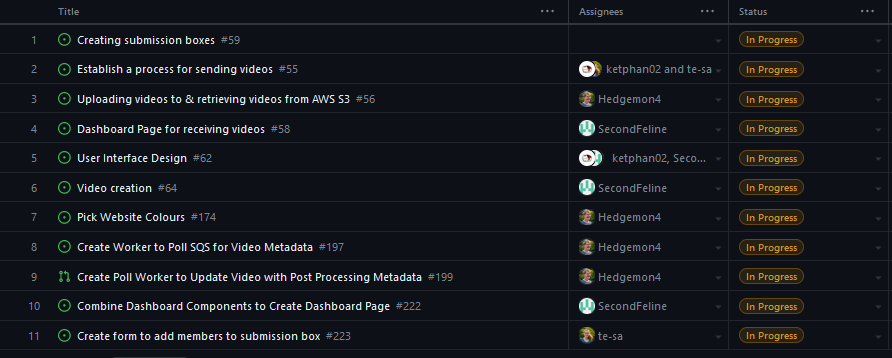 Title ... Assignees ... Status ...
1 Creating submission boxes #59 In Progress
2 Establish a process for sending videos #55 ketphan02 and te-sa In Progress
3 Uploading videos to & retrieving videos from AWS S3 #56 Hedgemon4 In Progress
4 Dashboard Page for receiving videos #58 SecondFeline In Progress
5 User Interface Design #62 ketphan02, Seco... In Progress
6 Video creation #64 SecondFeline In Progress
7 Pick Website Colours #174 Hedgemon4 In Progress
8 Create Worker to Poll SQS for Video Metadata #197 Hedgemon4 In Progress
9 Create Poll Worker to Update Video with Post Processing Metadata #199 Hedgemon4 In Progress
10 Combine Dashboard Components to Create Dashboard Page #222 SecondFeline In Progress
11 Create form to add members to submission box #223 te-sa In Progress